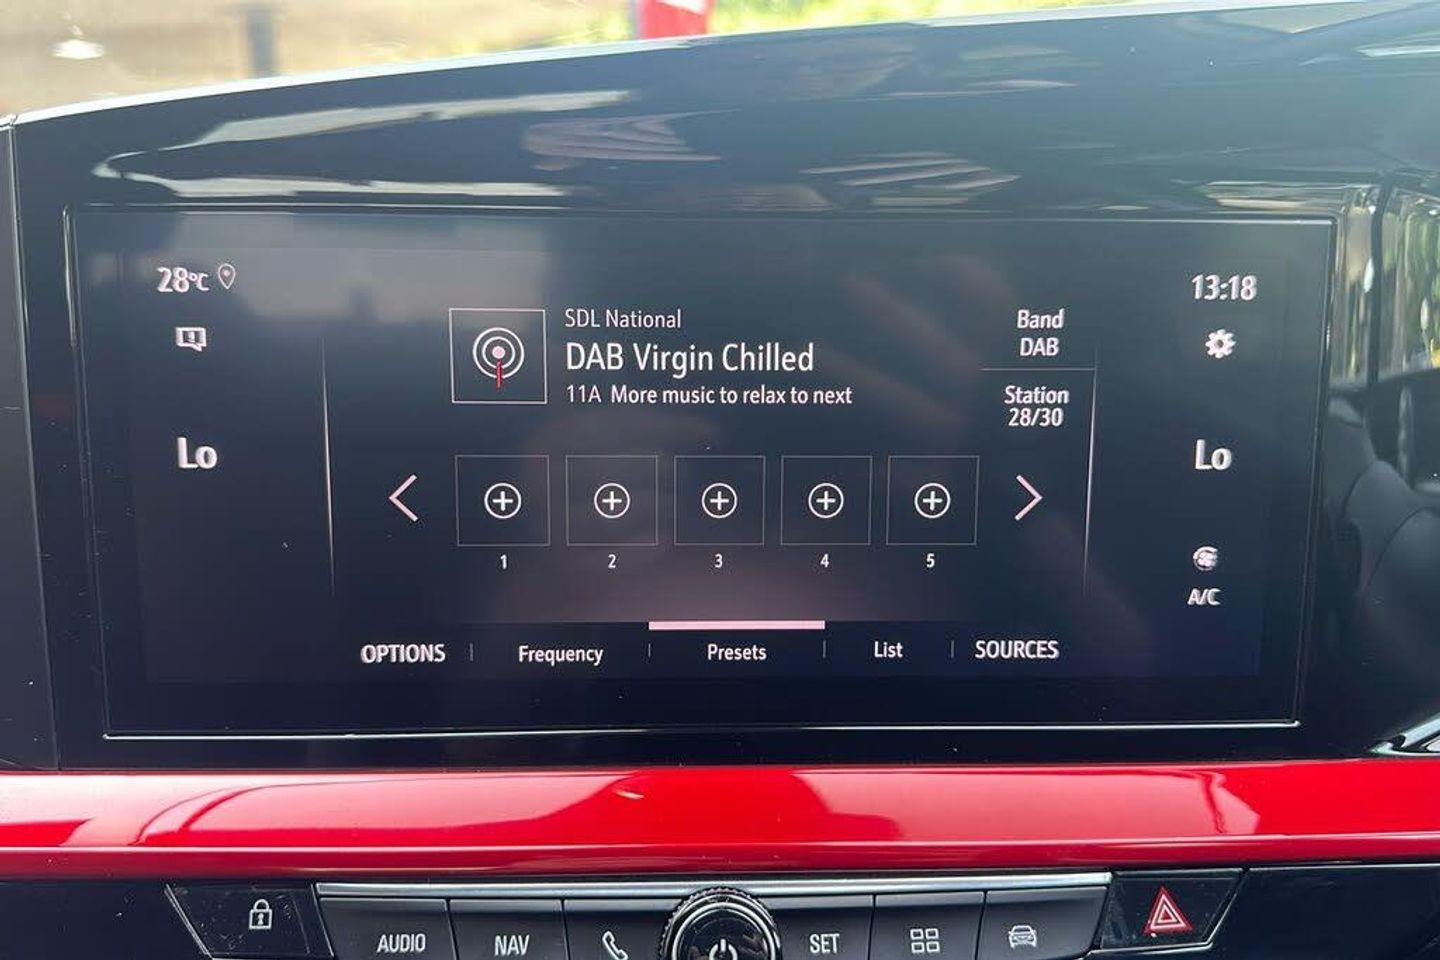 28°C
13:18
SDL National
DAB Virgin Chilled
11A More music to relax to next
Band
DAB
Station
28/30
Lo
Lo
1
2
3
4
5
A/C
OPTIONS
Frequency
Presets
List
SOURCES
AUDIO
NAV
SET